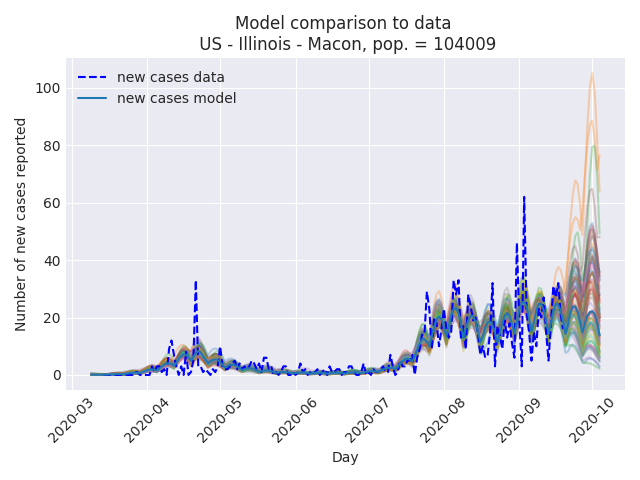 Model comparison to data
US - Illinois - Macon, pop. = 104009
new cases data
new cases model
Number of new cases reported
100
80
60
40
20
0
2020-03
2020-04
2020-05
2020-06
2020-07
2020-08
2020-09
2020-10
Day